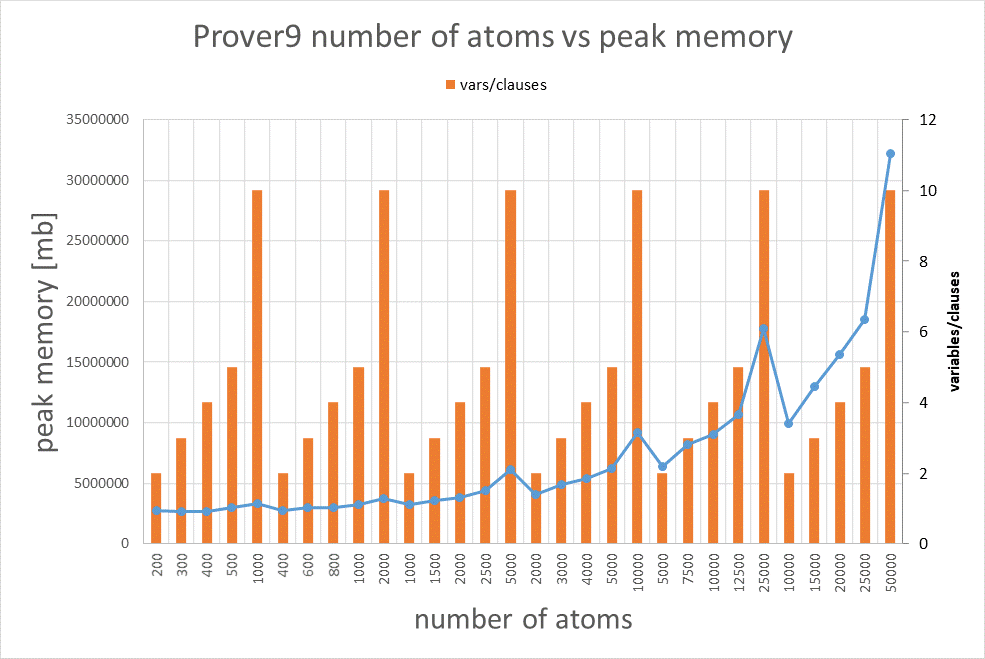 Prover9 number of atoms vs peak memory
vars/clauses
peak memory [mb]
35000000
30000000
25000000
20000000
15000000
10000000
5000000
0
12
10
8
6
4
2
0
variables/clauses
200 300 400 500 1000 400 600 800 1000 2000 1000 1500 2000 2500 5000 2000 3000 4000 5000 10000 5000 7500 10000 12500 25000 10000 15000 20000 25000 50000
number of atoms